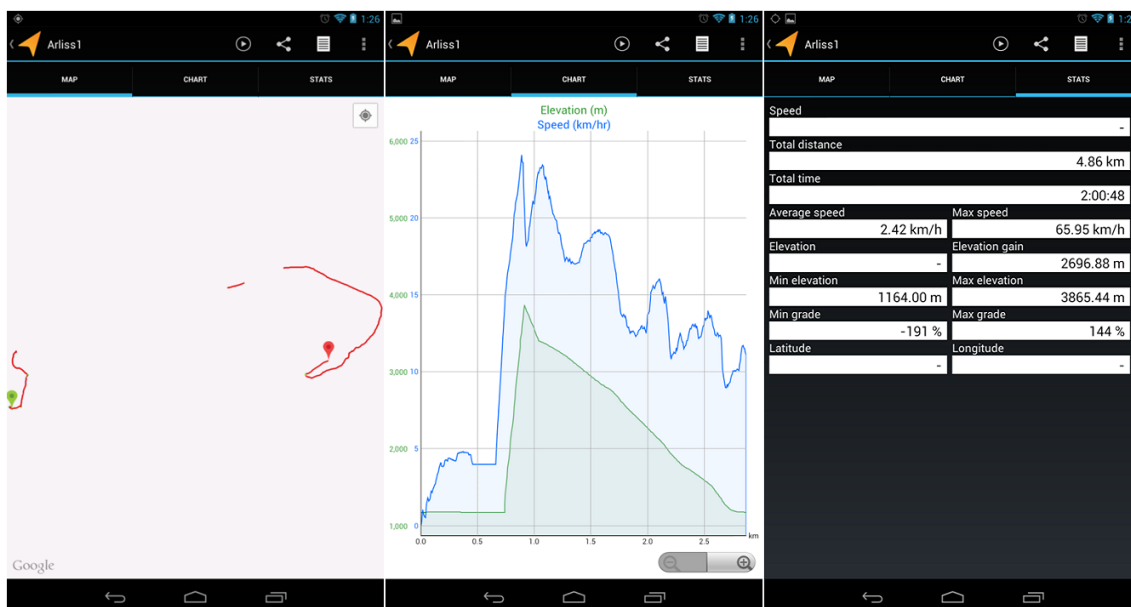 1:26
Arliss1
MAP CHART STATS
Google
1:26
Arliss1
MAP CHART STATS
Elevation (m)
Speed (km/hr)
6,000 25
5,000 20
4,000 15
3,000 10
2,000 5
1,000 0
0.0 0.5 1.0 1.5 2.0 2.5 km
1:2
Arliss1
MAP CHART STATS
Speed
-
Total distance
4.86 km
Total time
2:00:48
Average speed Max speed
2.42 km/h 65.95 km/h
Elevation Elevation gain
- 2696.88 m
Min elevation Max elevation
1164.00 m 3865.44 m
Min grade Max grade
-191 % 144 %
Latitude Longitude
- -